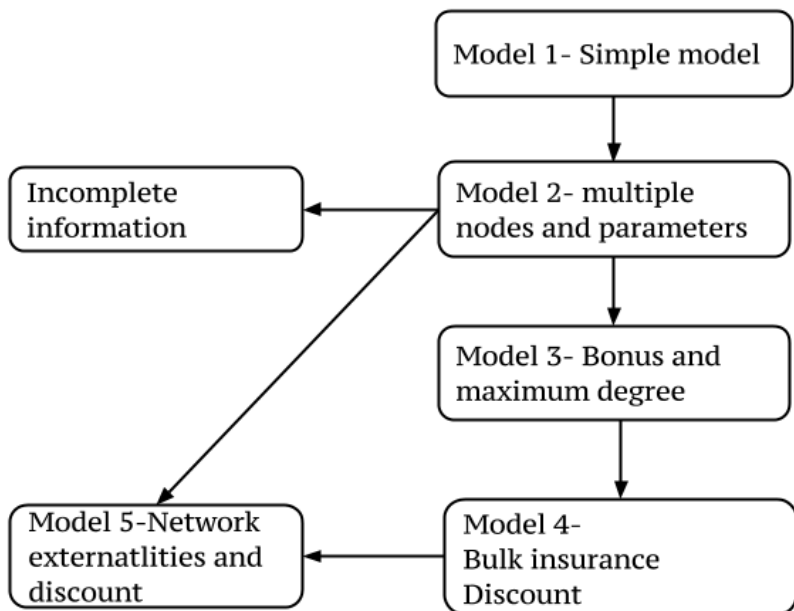 Model 1- Simple model
Incomplete
information
Model 2- multiple
nodes and parameters
Model 3- Bonus and
maximum degree
Model 5-Network
externatlities and
discount
Model 4-
Bulk insurance
Discount